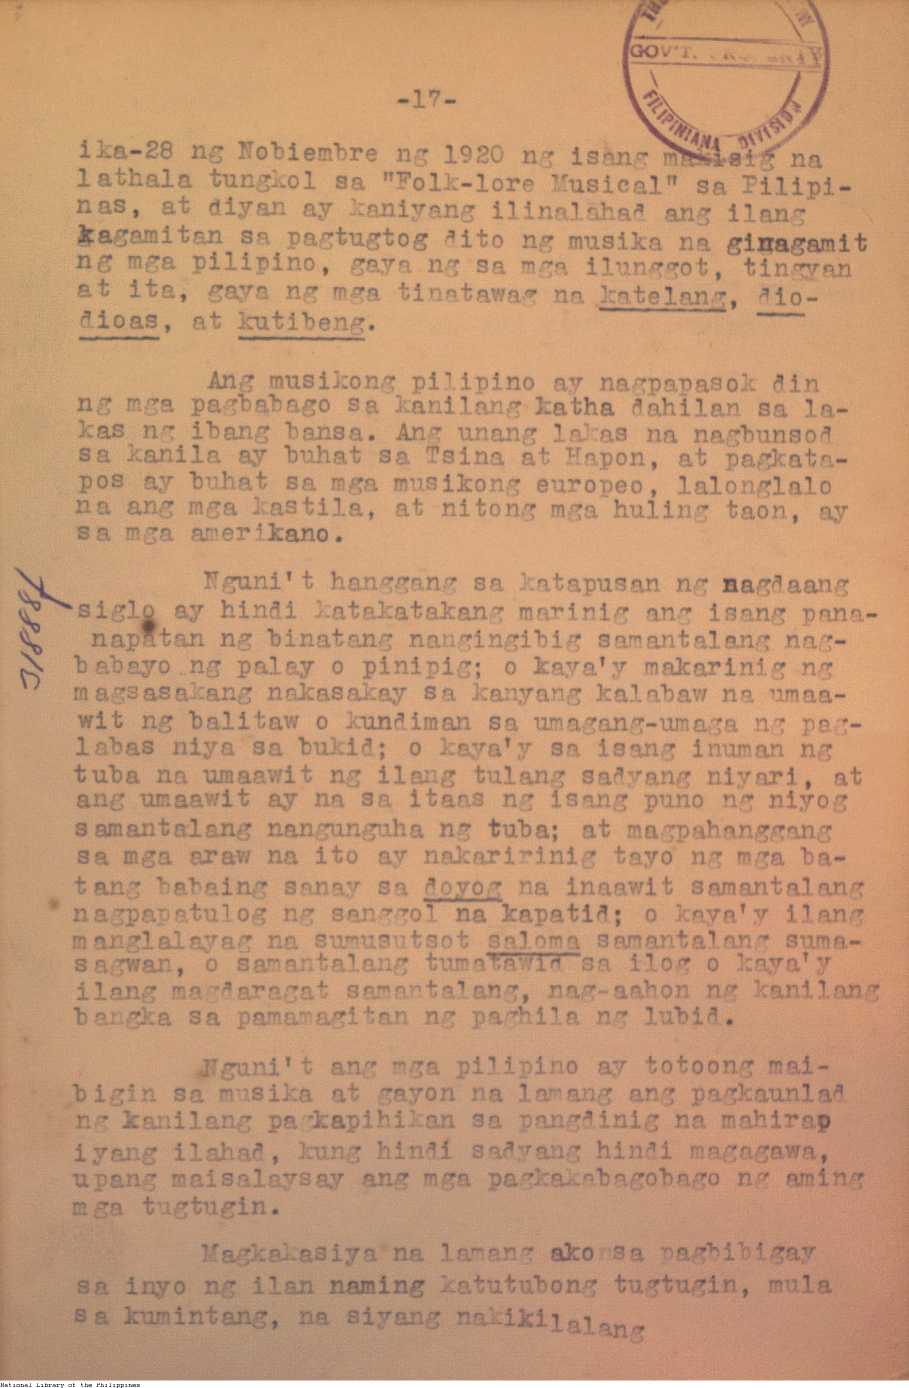 GOV'T.
FILIPINIANA DIVISION
-17-
ika-28 ng Nobiembre ng 1920 ng isang makisig na
lathala tungkol sa "Folk-lore Musical" sa Pilipi-
nas, at diyan ay kaniyang ilinalahad ang ilang
kagamitan sa pagtugtog dito ng musika na ginagamit
ng mga pilipino, gaya ng sa mga ilunggot, tingyan
at ita, gaya ng mga tinatawag na katelang, dio-
dioas, at kutibeng.
Ang musikong pilipino ay nagpapasok din
ng mga pagbabago sa kanilang katha dahilan sa la-
kas ng ibang bansa. Ang unang lakas na nagbunsod
sa kanila ay buhat sa Tsina at Hapon, at pagkata-
pos ay buhat sa mga musikong europeo, lalonglalo
na ang mga kastila, at nitong mga huling taon, ay
sa mga amerikano.
Nguni't hanggang sa katapusan ng nagdaang
siglo ay hindi katakatakang marinig ang isang pana-
napatan ng binatang nangingibig samantalang nag-
babayo ng palay o pinipig; o kaya'y makarinig ng
magsasakang nakasakay sa kanyang kalabaw na umaa-
wit ng balitaw o kundiman sa umagang-umaga ng pag-
labas niya sa bukid; o kaya'y sa isang inuman ng
tuba na umaawit ng ilang tulang sadyang niyari, at
ang umaawit ay na sa itaas ng isang puno ng niyog
samantalang nangunguha ng tuba; at magpahanggang
sa mga araw na ito ay nakaririnig tayo ng mga ba-
tang babaing sanay sa doyog na inaawit samantalang
nagpapatulog ng sanggol na kapatid; o kaya'y ilang
manglalayag na sumusutsot saloma samantalang suma-
sagwan, o samantalang tumatawid sa ilog o kaya'y
ilang magdaragat samantalang, nag-aahon ng kanilang
bangka sa pamamagitan ng paghila ng lubid.
Nguni't ang mga pilipino ay totoong mai-
bigin sa musika at gayon na lamang ang pagkaunlad
ng kanilang pagkapihikan sa pangdinig na mahirap
iyang ilahad, kung hindi sadyang hindi magagawa,
upang maisalaysay ang mga pagkakabagobago ng aming
mga tugtugin.
Magkakasiya na lamang ako sa pagbibigay
sa inyo ng ilan naming katutubong tugtugin, mula
sa kumintang, na siyang nakikilalang
National Library of the Philippines